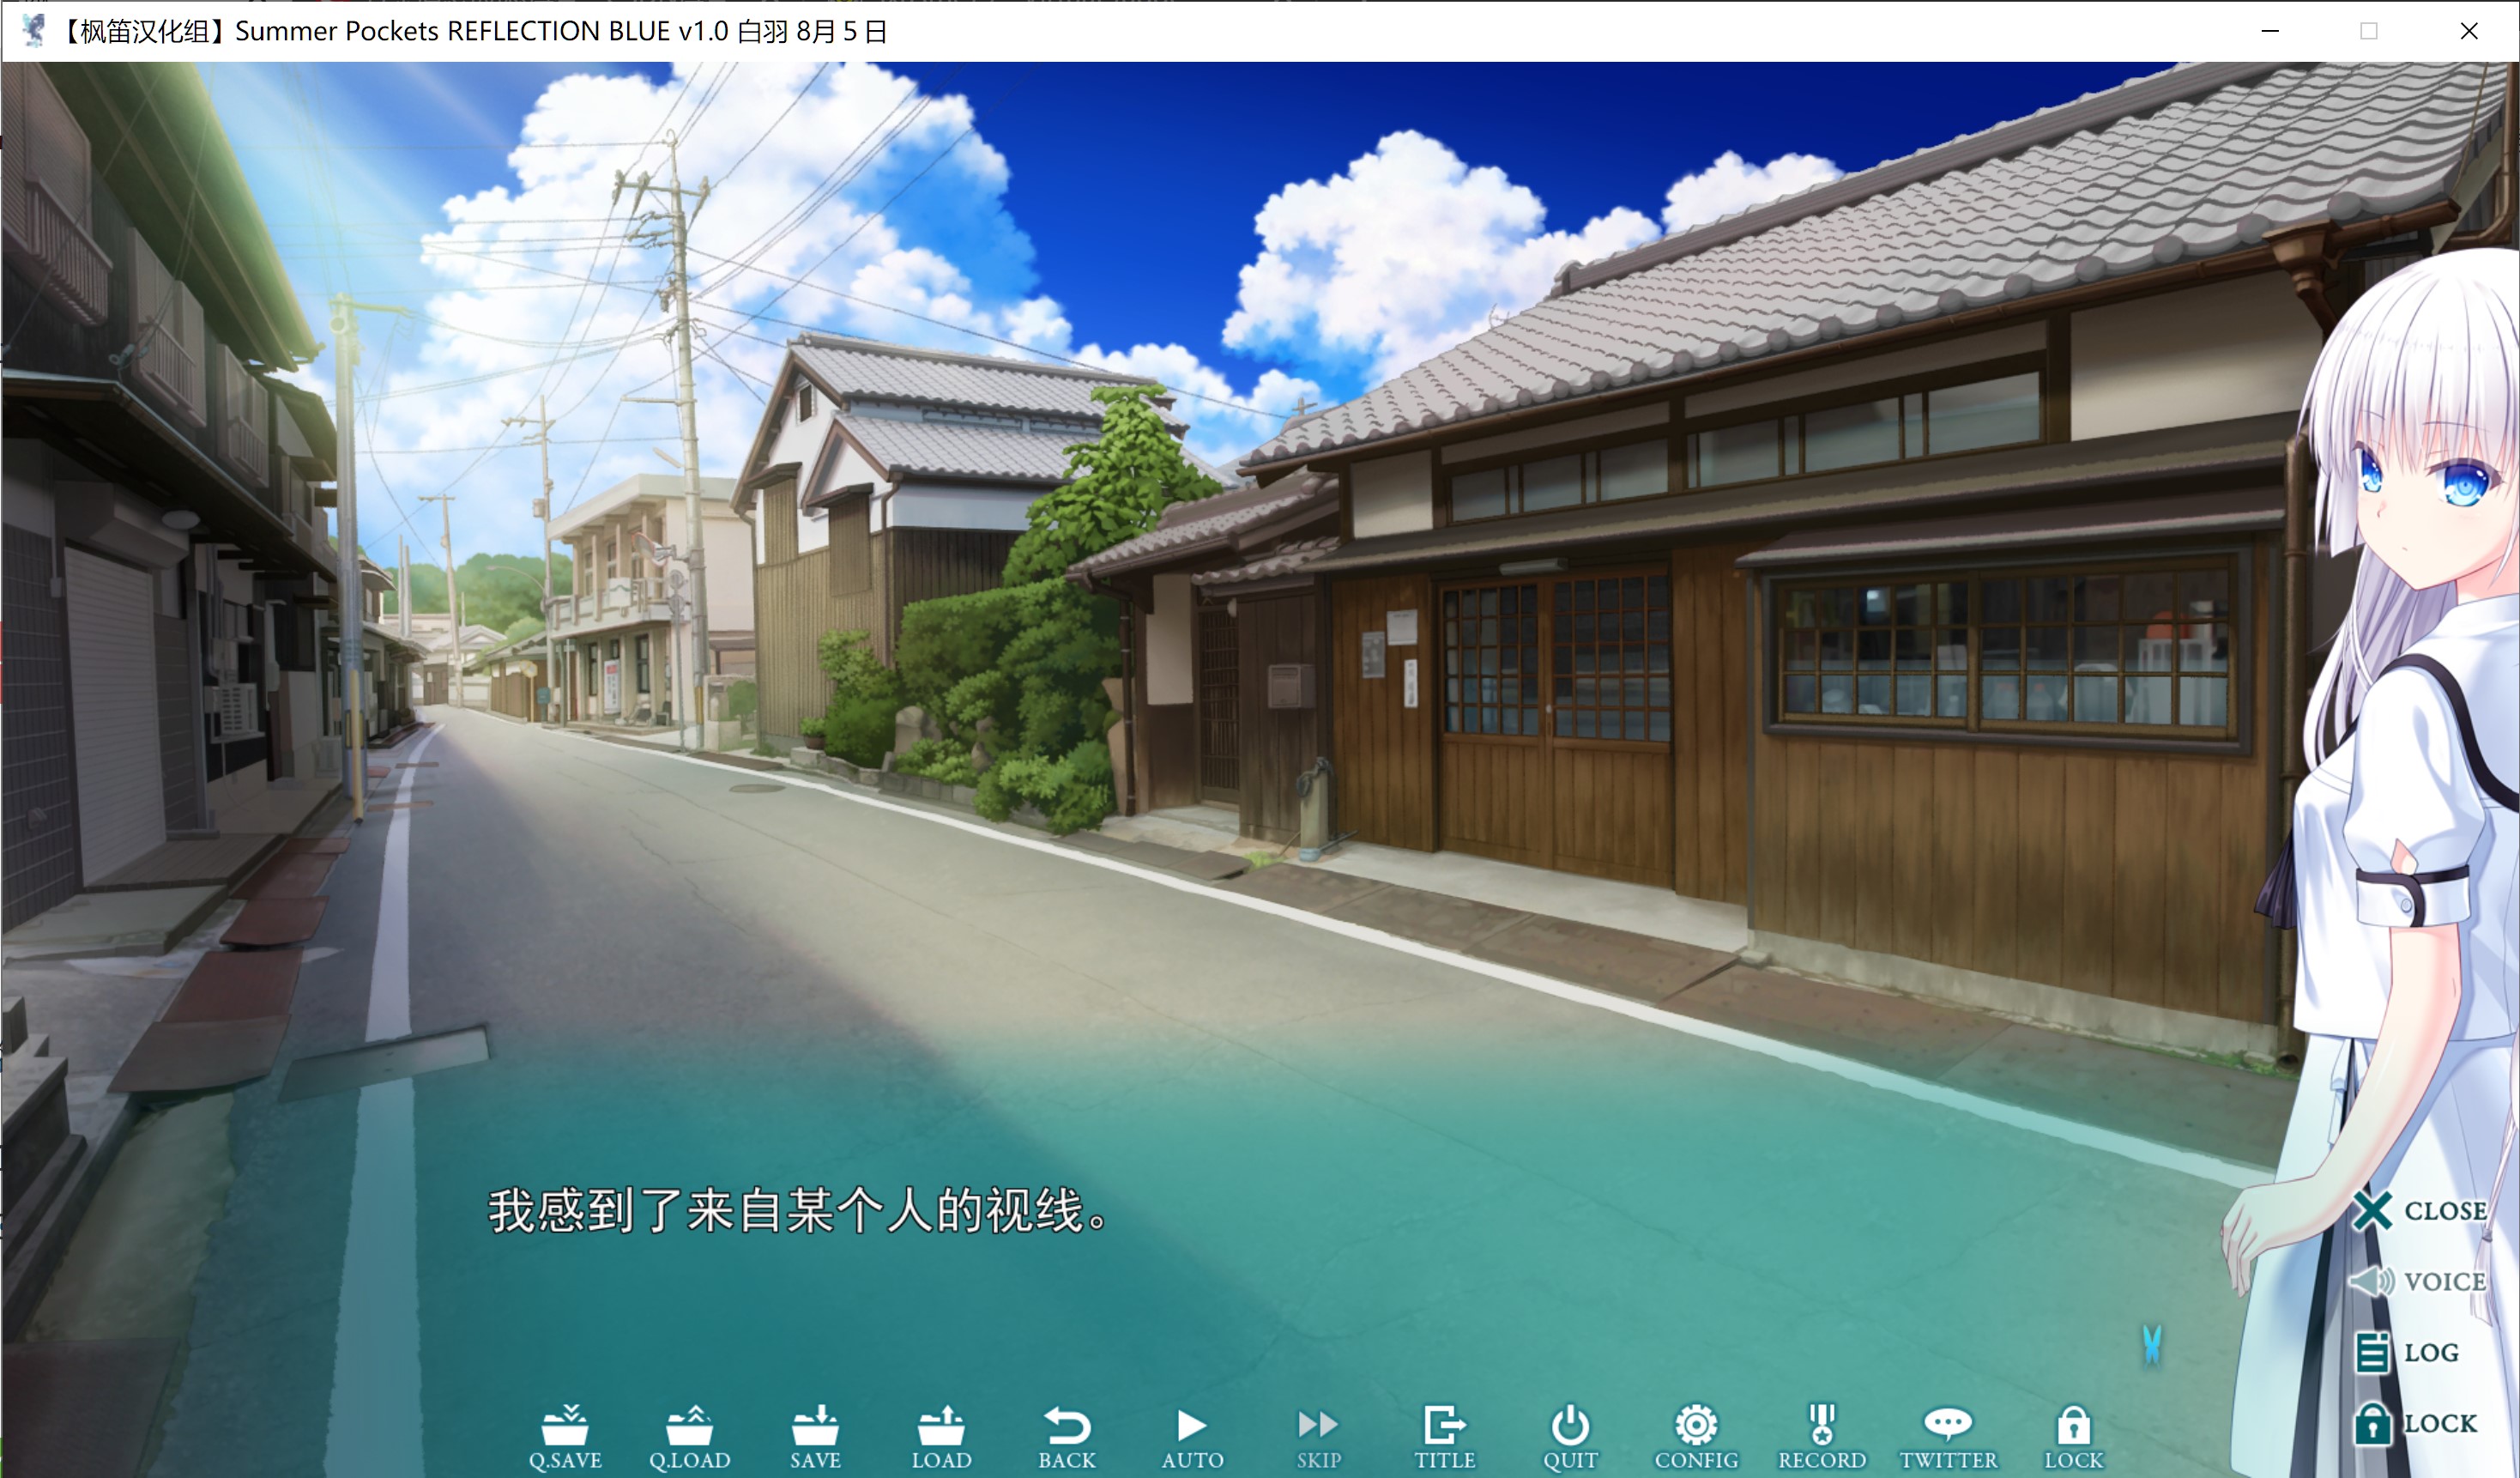 【枫笛汉化组】Summer Pockets REFLECTION BLUE v1.0 白羽 8月 5 日
我感到了来自某个人的视线。
CLOSE
VOICE
LOG
LOCK
Q.SAVE Q.LOAD SAVE LOAD BACK AUTO SKIP TITLE QUIT CONFIG RECORD TWITTER LOCK